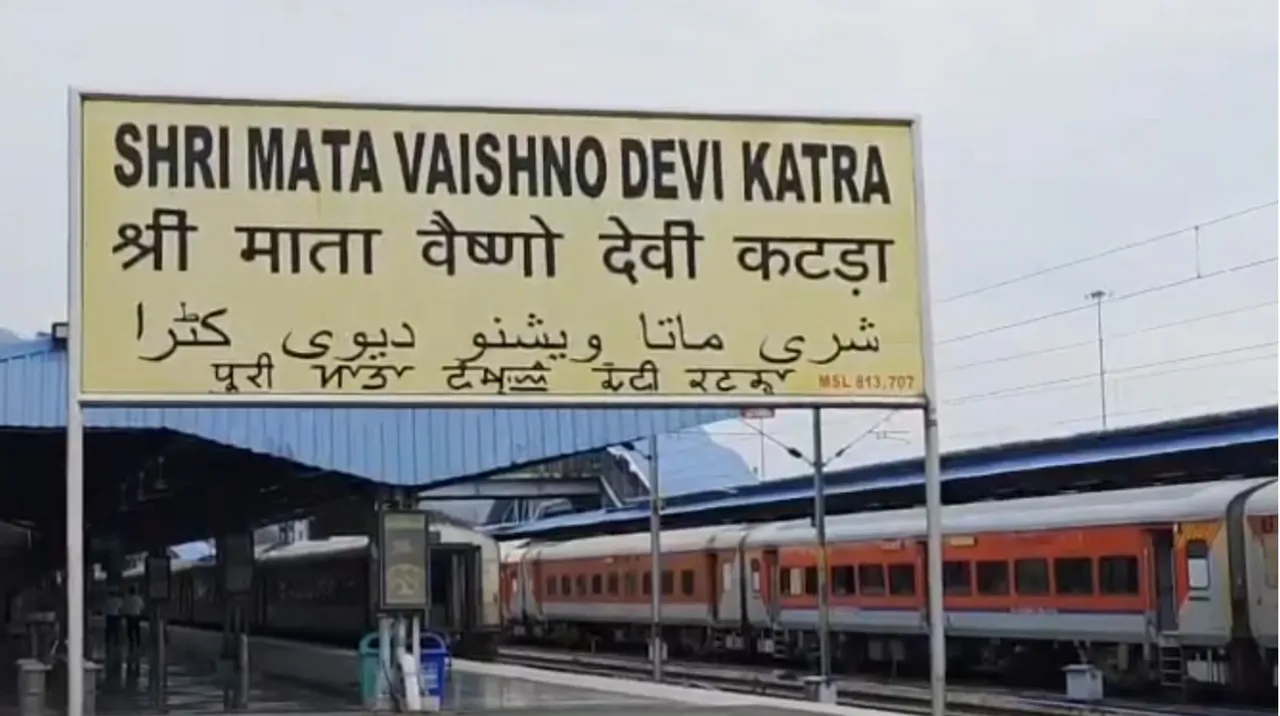 SHRI MATA VAISHNO DEVI KATRA
श्री माता वैष्णो देवी कटड़ा
شری ماتا ویشنو دیوی کٹرا
MSL 813.707